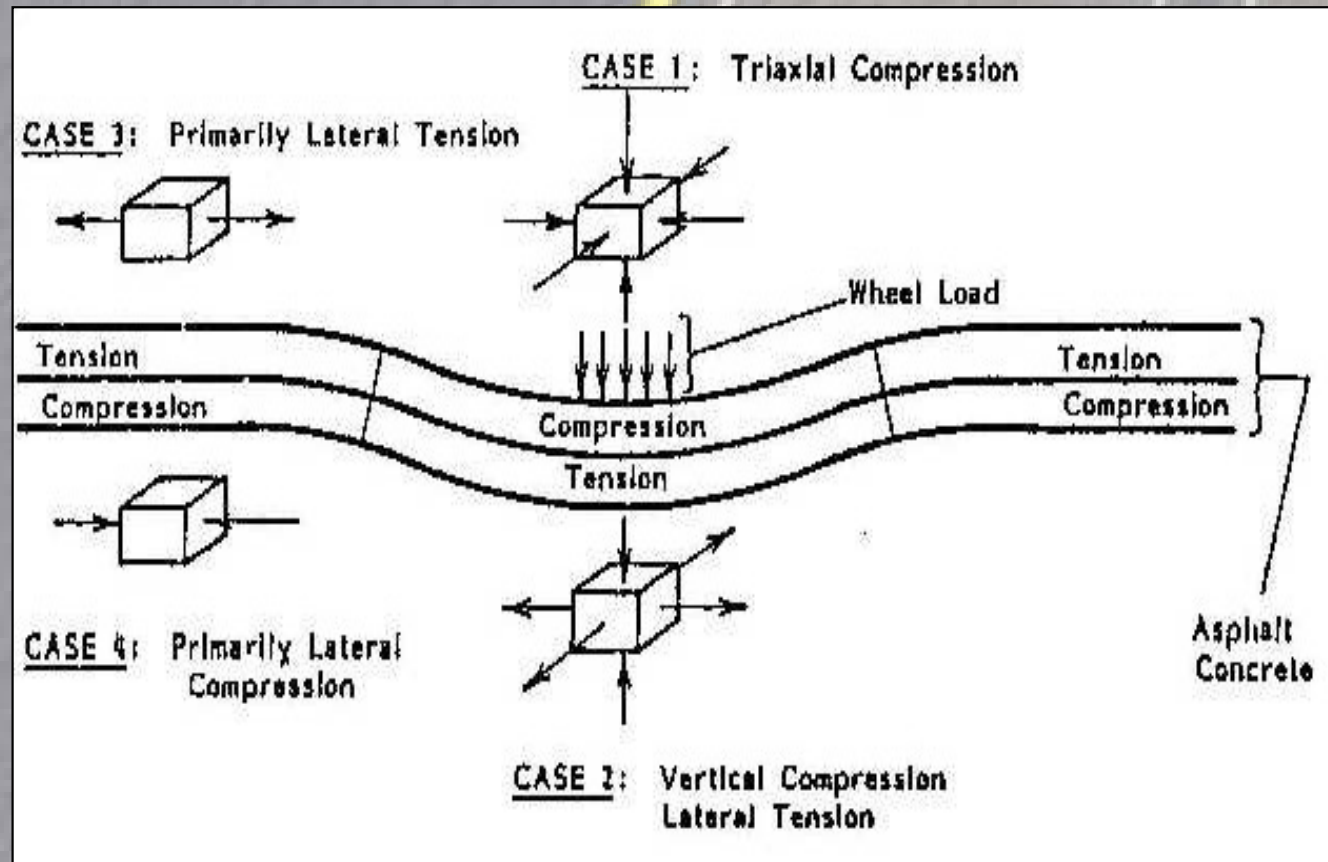 CASE 1: Triaxial Compression
CASE 3: Primarily Lateral Tension
Wheel Load
Tension
Compression
Compression
Tension
Tension
Compression
CASE 4: Primarily Lateral
Compression
Asphalt
Concrete
CASE 2: Vertical Compression
Lateral Tension